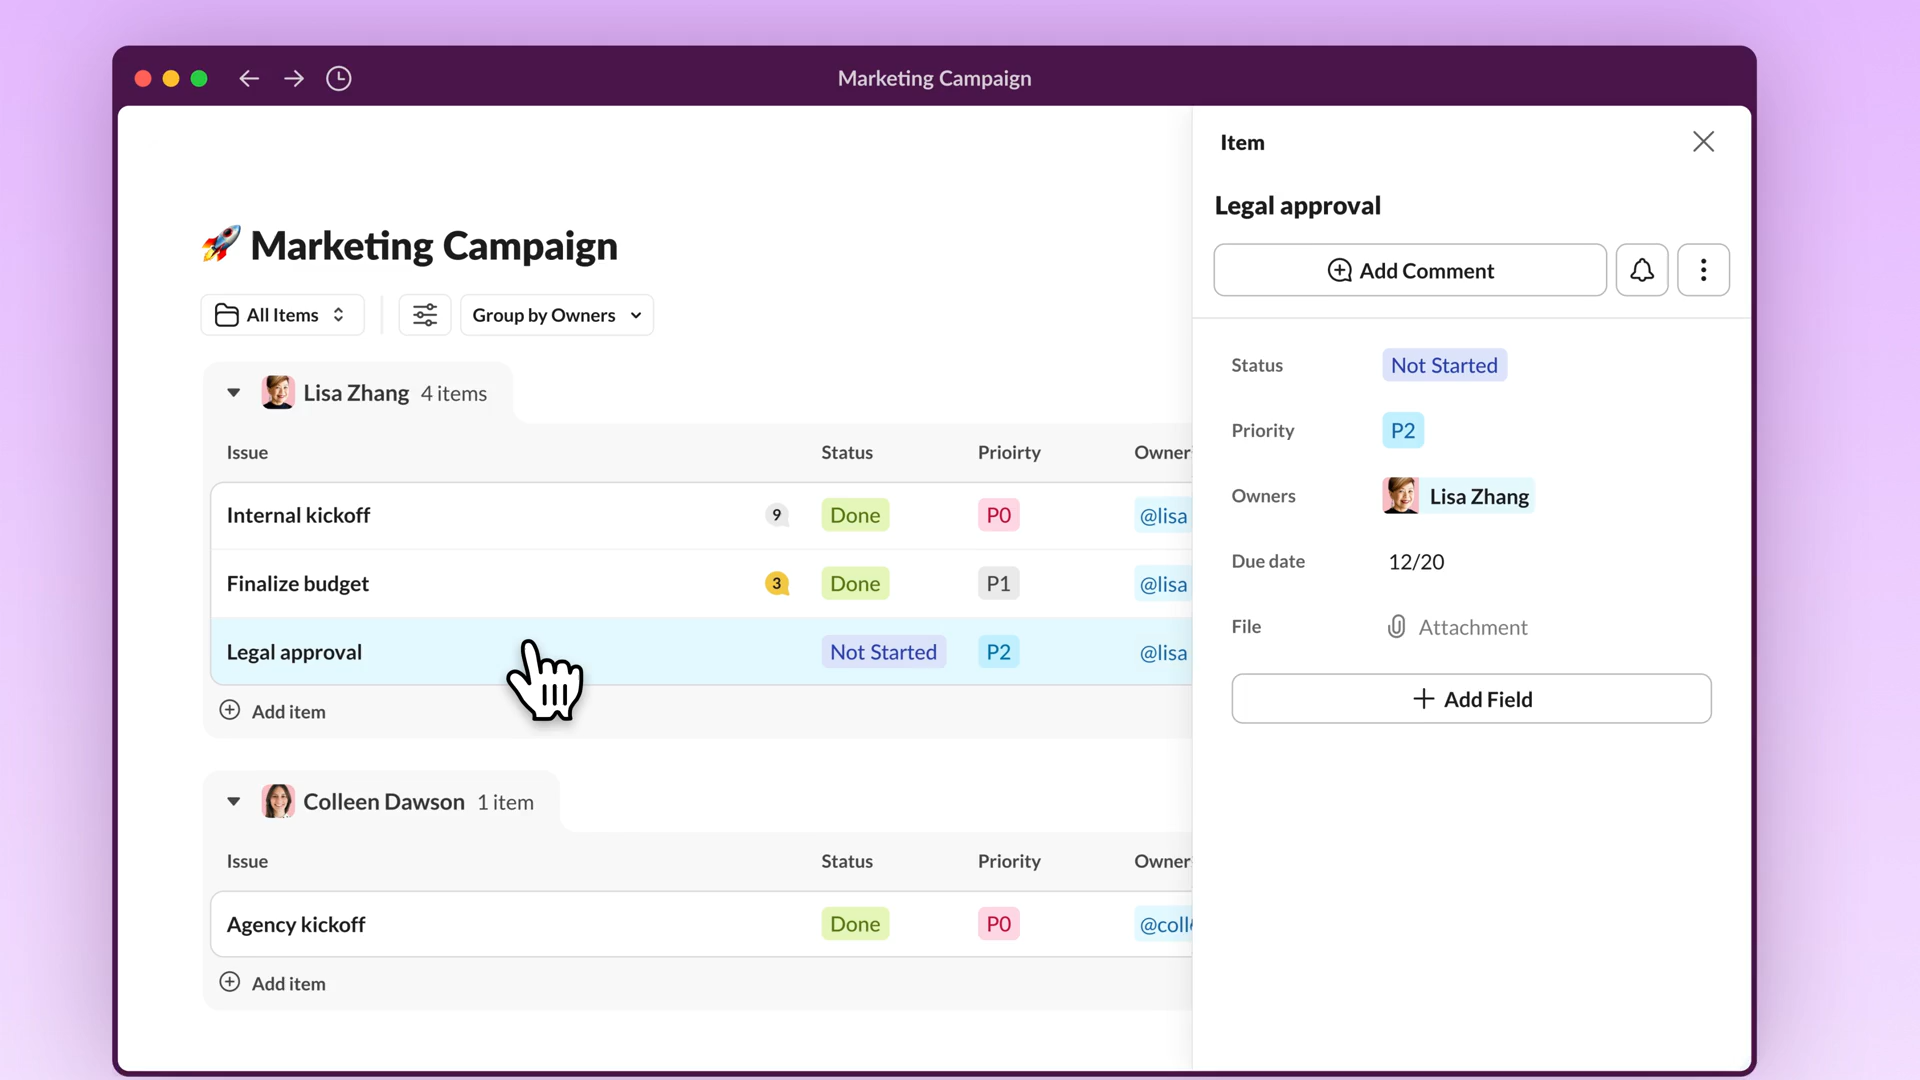 Marketing Campaign
🚀 Marketing Campaign
All Items
Group by Owners
Lisa Zhang 4 items
Issue Status Prioirty Owner
Internal kickoff 9 Done P0 @lisa
Finalize budget 3 Done P1 @lisa
Legal approval Not Started P2 @lisa
Add item
Colleen Dawson 1 item
Issue Status Priority Owner
Agency kickoff Done P0 @coll
Add item
Item
Legal approval
Add Comment
Status Not Started
Priority P2
Owners Lisa Zhang
Due date 12/20
File Attachment
Add Field